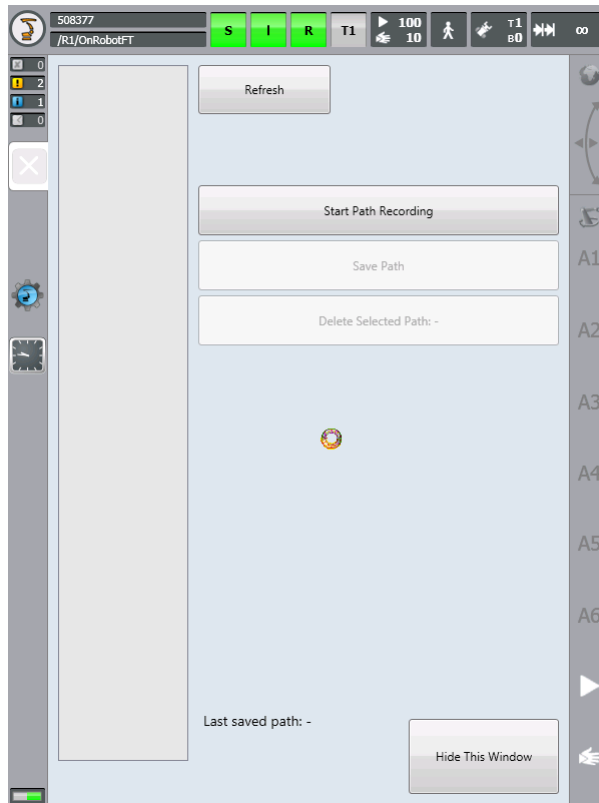 508377
/R1/OnRobotFT
S I R T1 100 10 T1 B0 ∞
0
2
1
0
Refresh
Start Path Recording
Save Path
Delete Selected Path: -
A1
A2
A3
A4
A5
A6
Last saved path: -
Hide This Window